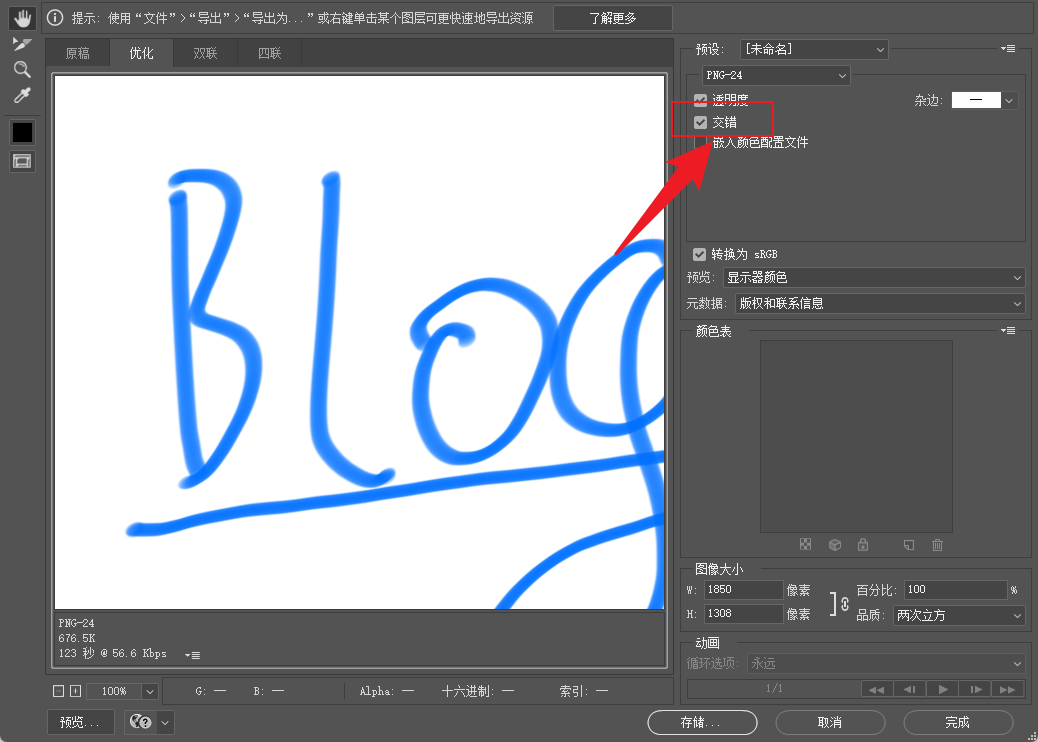 提示: 使用“文件”>“导出”>“导出为...”或右键单击某个图层可更快速地导出资源
了解更多
原稿 优化 双联 四联
预设: [未命名]
PNG-24
透明度 杂边:
交错
嵌入颜色配置文件
转换为 sRGB
预览: 显示器颜色
元数据: 版权和联系信息
颜色表
Blog
图像大小
W: 1850 像素 百分比: 100 %
H: 1308 像素 品质: 两次立方
PNG-24
676.5K
123 秒 @ 56.6 Kbps
动画
循环选项: 永远
1/1
100% G: — B: — Alpha: — 十六进制: — 索引: —
预览... 存储... 取消 完成